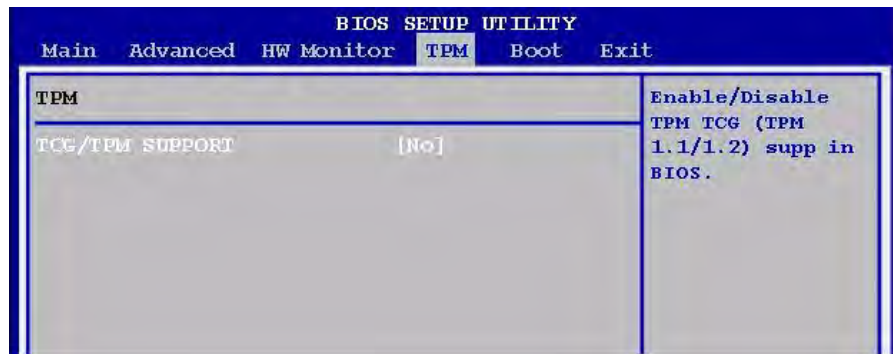 BIOS SETUP UTILITY
Main Advanced HW Monitor TPM Boot Exit
TPM
TCG/TPM SUPPORT [No]
Enable/Disable
TPM TCG (TPM
1.1/1.2) supp in
BIOS.